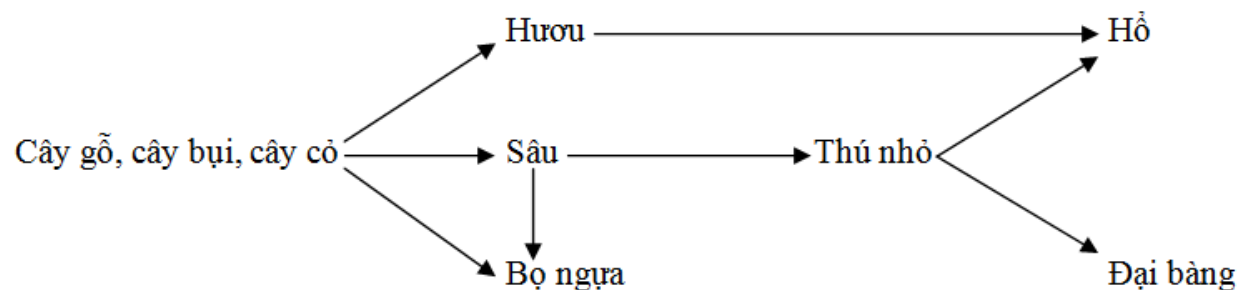 Hươu Hổ
Cây gỗ, cây bụi, cây cỏ Sâu Thú nhỏ
Bọ ngựa Đại bàng